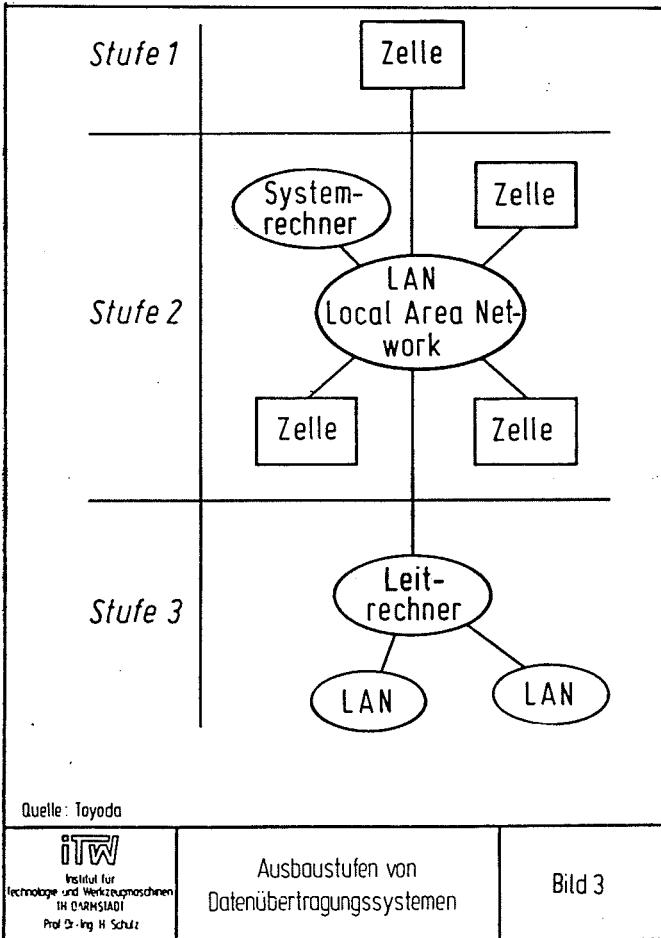 Stufe 1
Zelle
System-
rechner
Zelle
Stufe 2
LAN
Local Area Net-
work
Zelle
Zelle
Stufe 3
Leit-
rechner
LAN
LAN
Quelle: Toyoda
iTW
Institut für
Technologie und Werkzeugmaschinen
TH DARMSTADT
Prof Dr.-Ing H Schulz
Ausbaustufen von
Datenübertragungssystemen
Bild 3